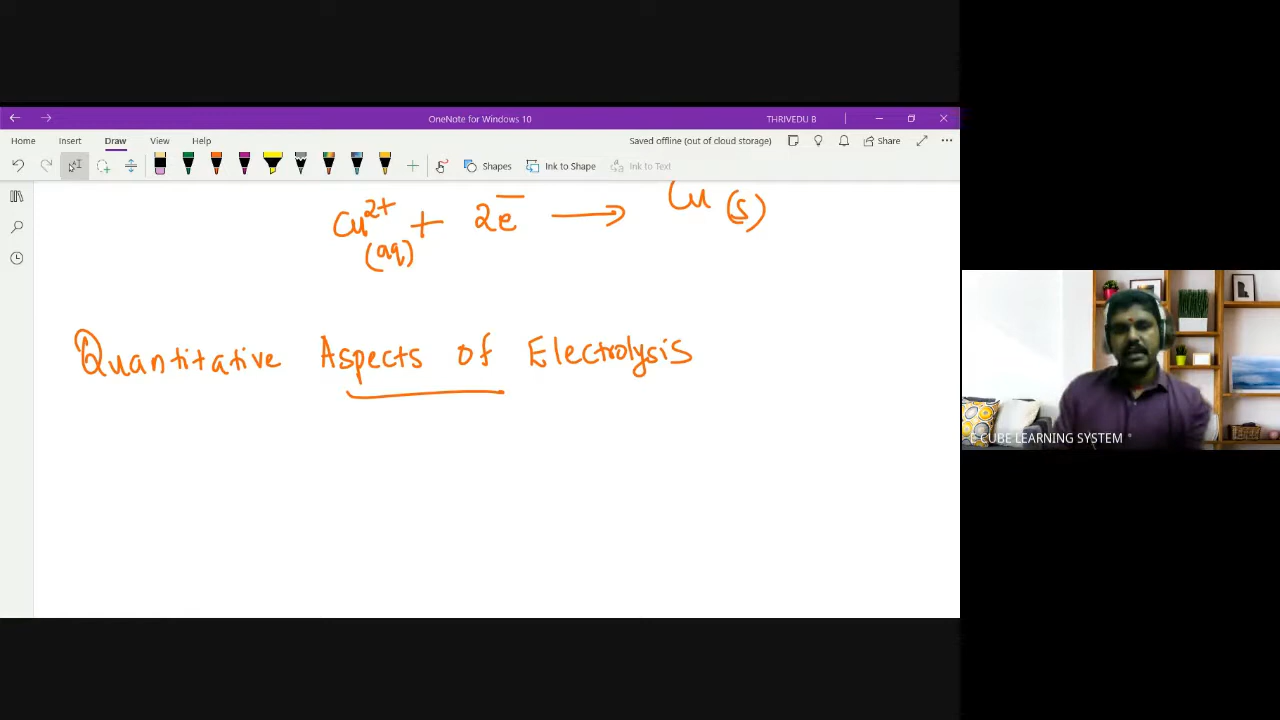 OneNote for Windows 10
THRIVEDU B
Home Insert Draw View Help
Saved offline (out of cloud storage)
Share
Shapes
Ink to Shape
Ink to Text
Cu²⁺ + 2e̅ ⟶ Cu (s)
(aq)
Quantitative Aspects of Electrolysis
CUBE LEARNING SYSTEM